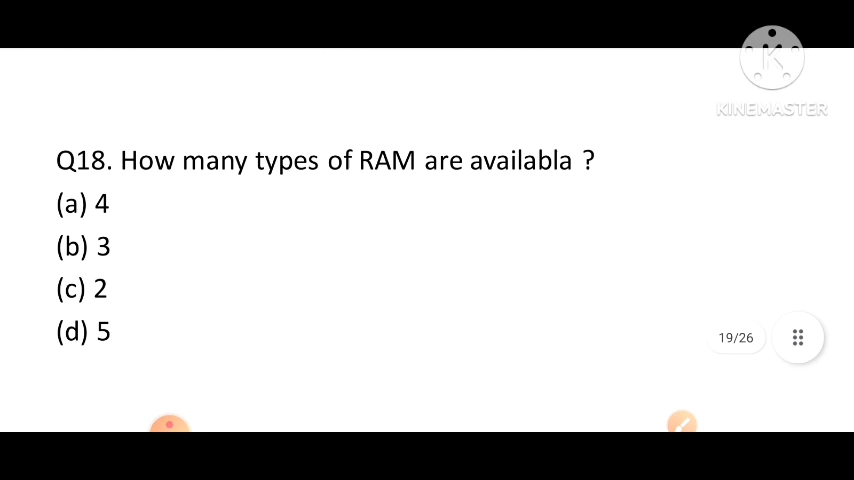 KINEMASTER
Q18. How many types of RAM are availabla ?
(a) 4
(b) 3
(c) 2
(d) 5
19/26